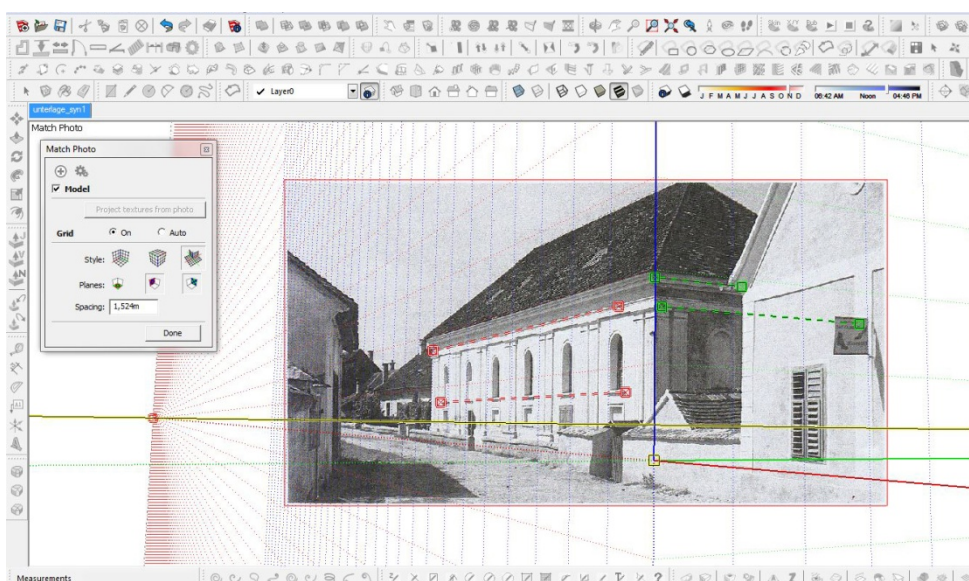 Layer0
J F M A M J J A S O N D
06:42 AM Noon 04:46 PM
unterlage_syn1
Match Photo
Match Photo
Model
Project textures from photo
Grid On Auto
Style:
Planes:
Spacing: 1,524m
Done
Measurements